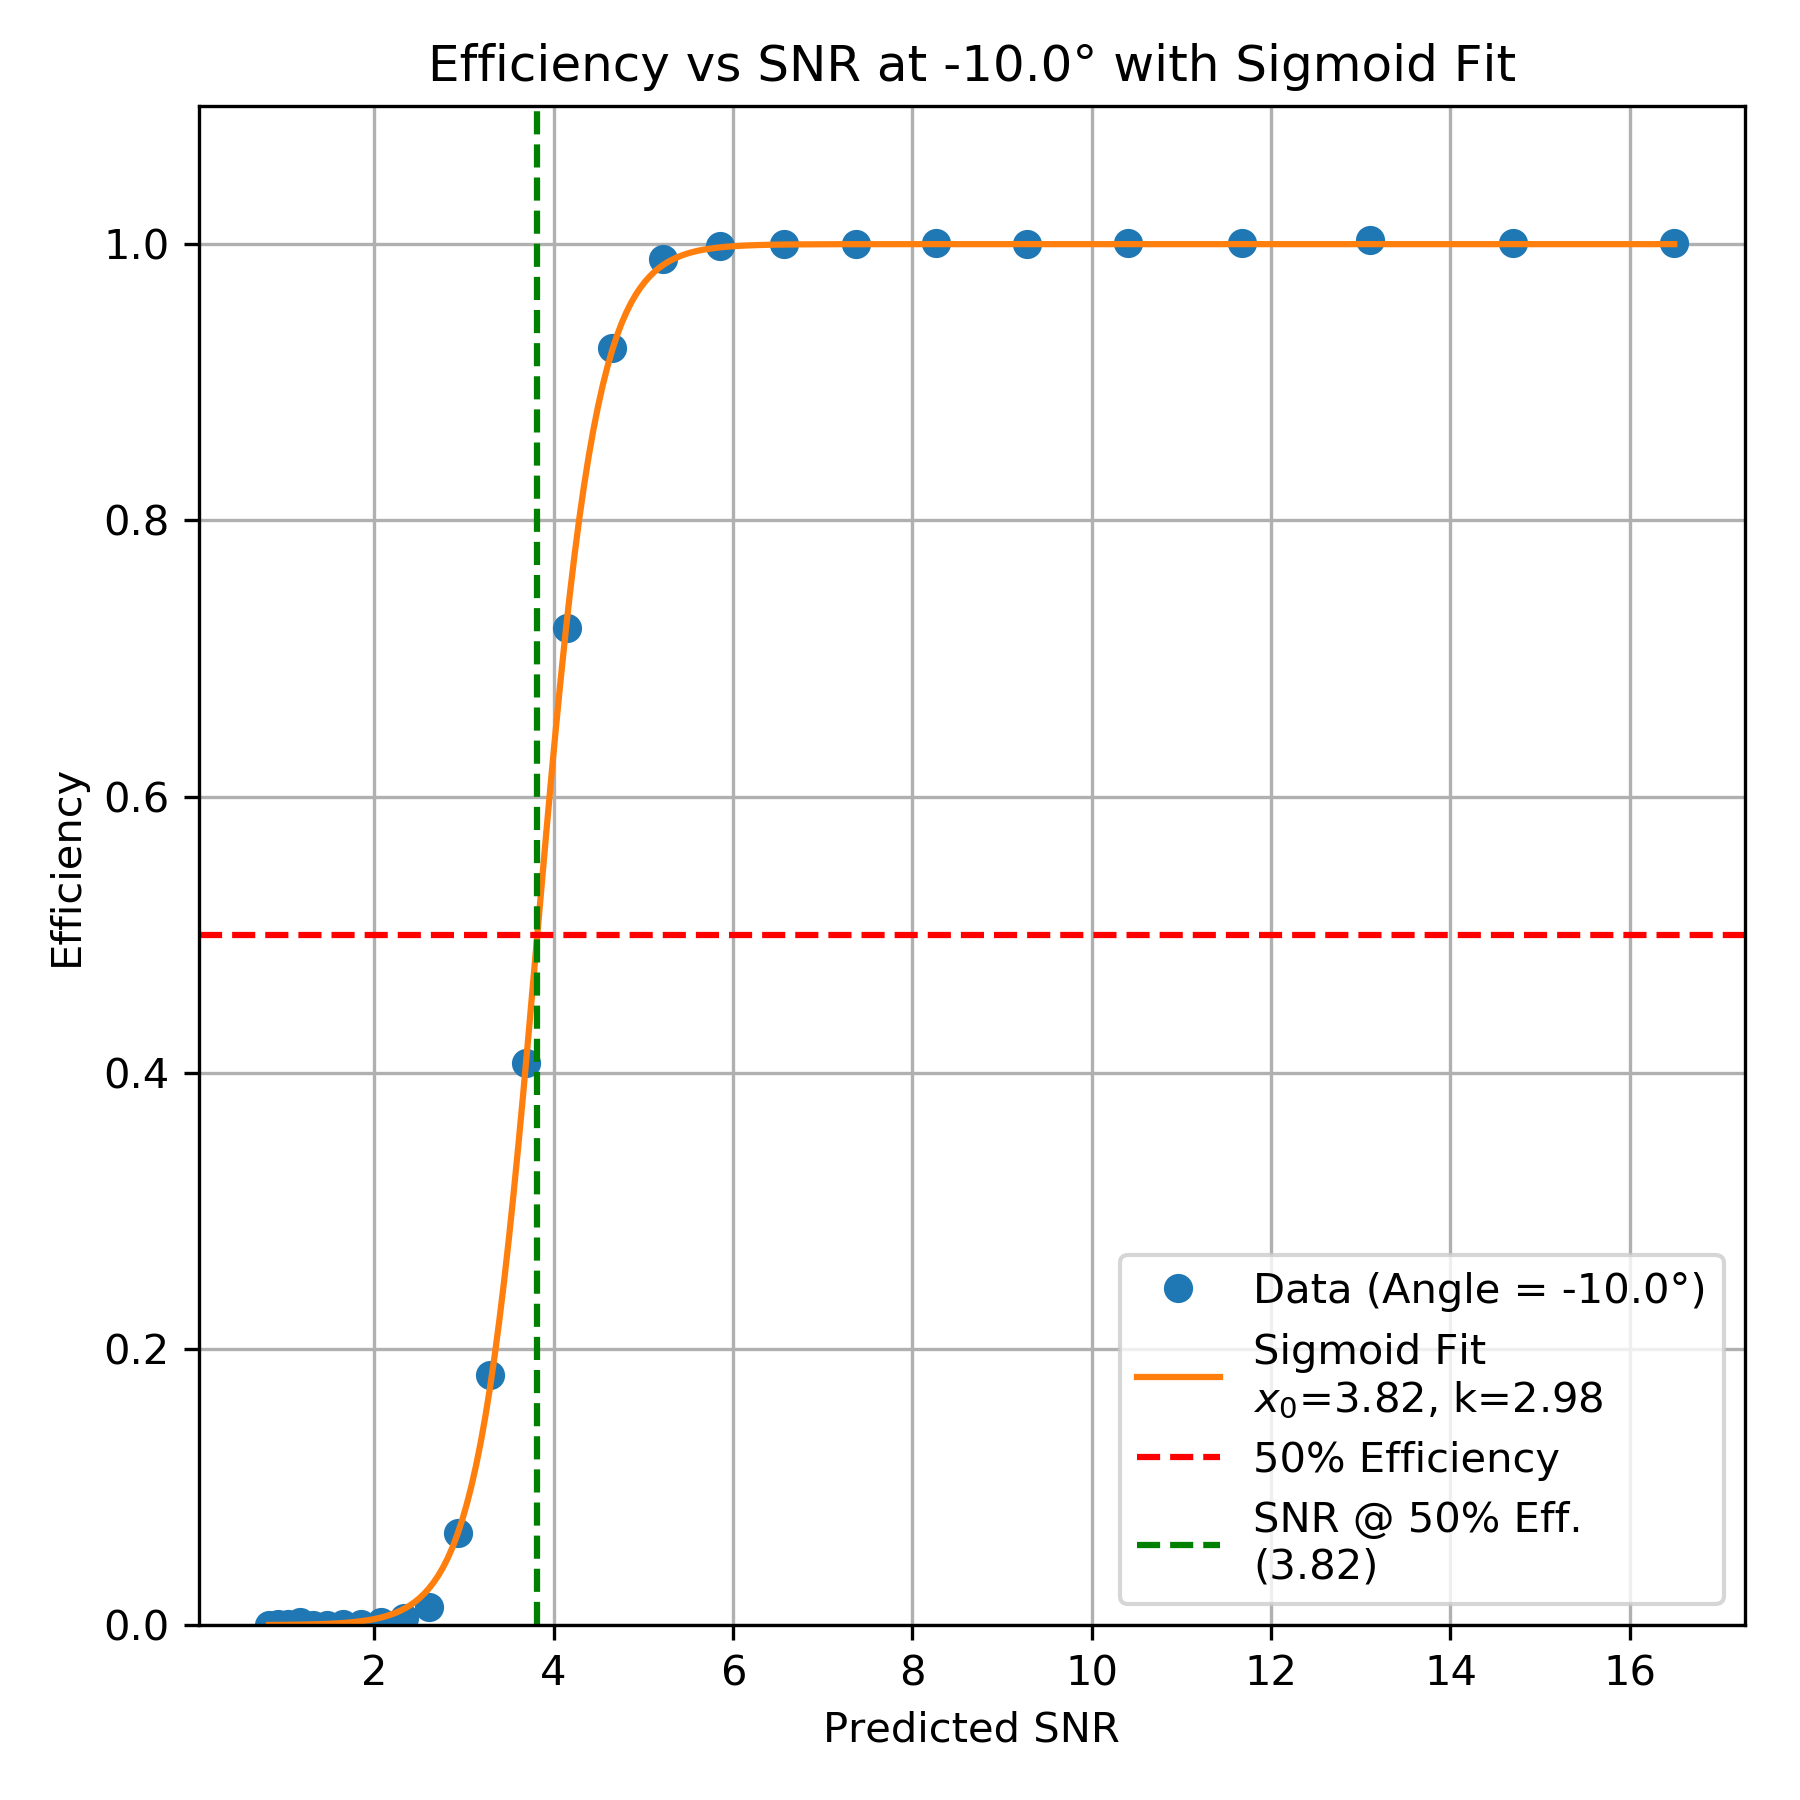 Efficiency vs SNR at -10.0° with Sigmoid Fit
1.0
0.8
0.6
0.4
0.2
0.0
Efficiency
2 4 6 8 10 12 14 16
Predicted SNR
Data (Angle = -10.0°)
Sigmoid Fit
x₀=3.82, k=2.98
50% Efficiency
SNR @ 50% Eff.
(3.82)